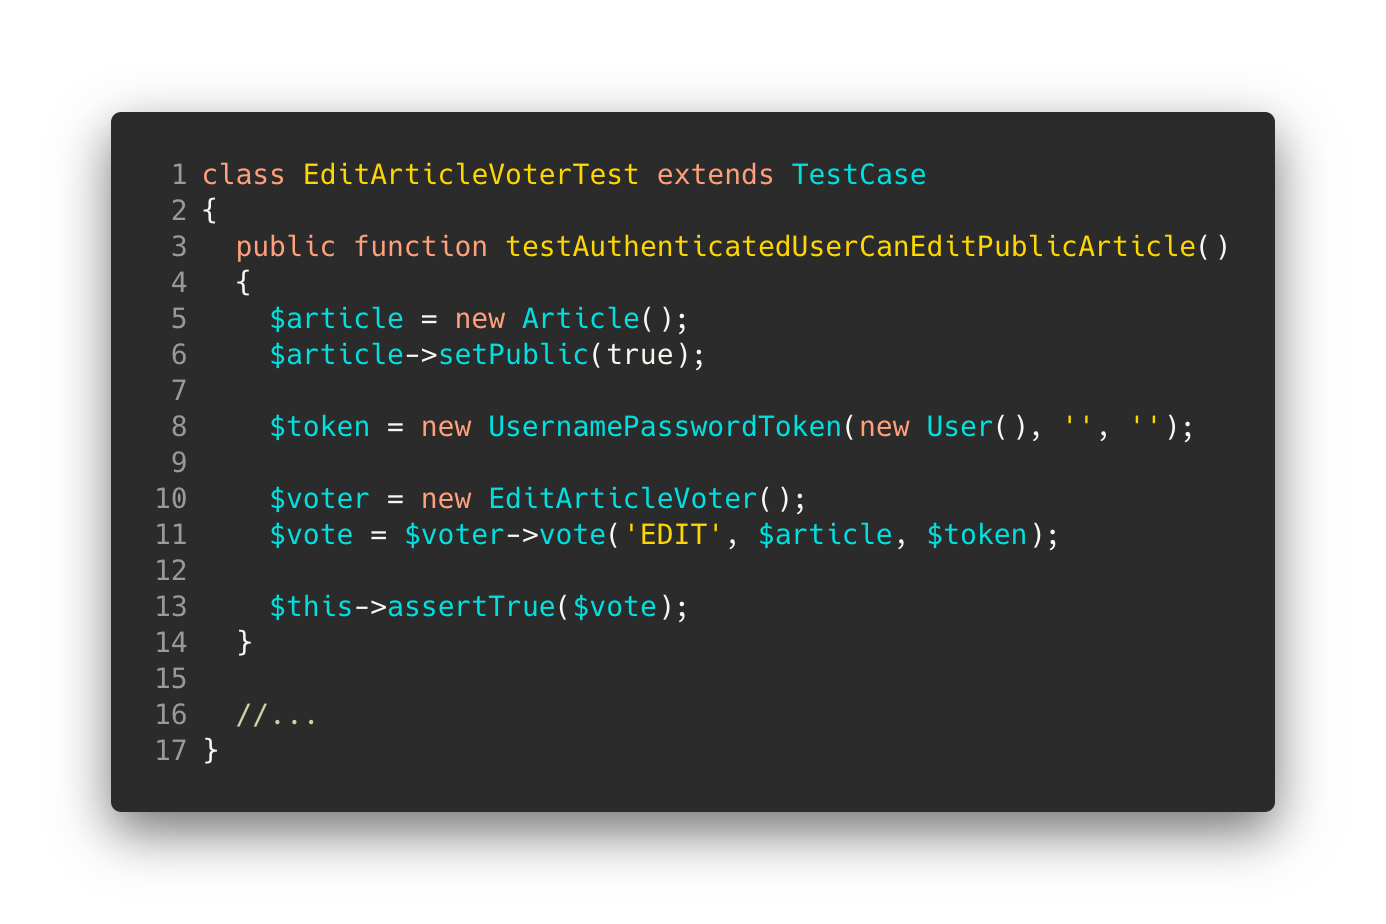 1 class EditArticleVoterTest extends TestCase
2 {
3   public function testAuthenticatedUserCanEditPublicArticle()
4   {
5     $article = new Article();
6     $article->setPublic(true);
7
8     $token = new UsernamePasswordToken(new User(), '', '');
9
10     $voter = new EditArticleVoter();
11     $vote = $voter->vote('EDIT', $article, $token);
12
13     $this->assertTrue($vote);
14   }
15
16   //...
17 }